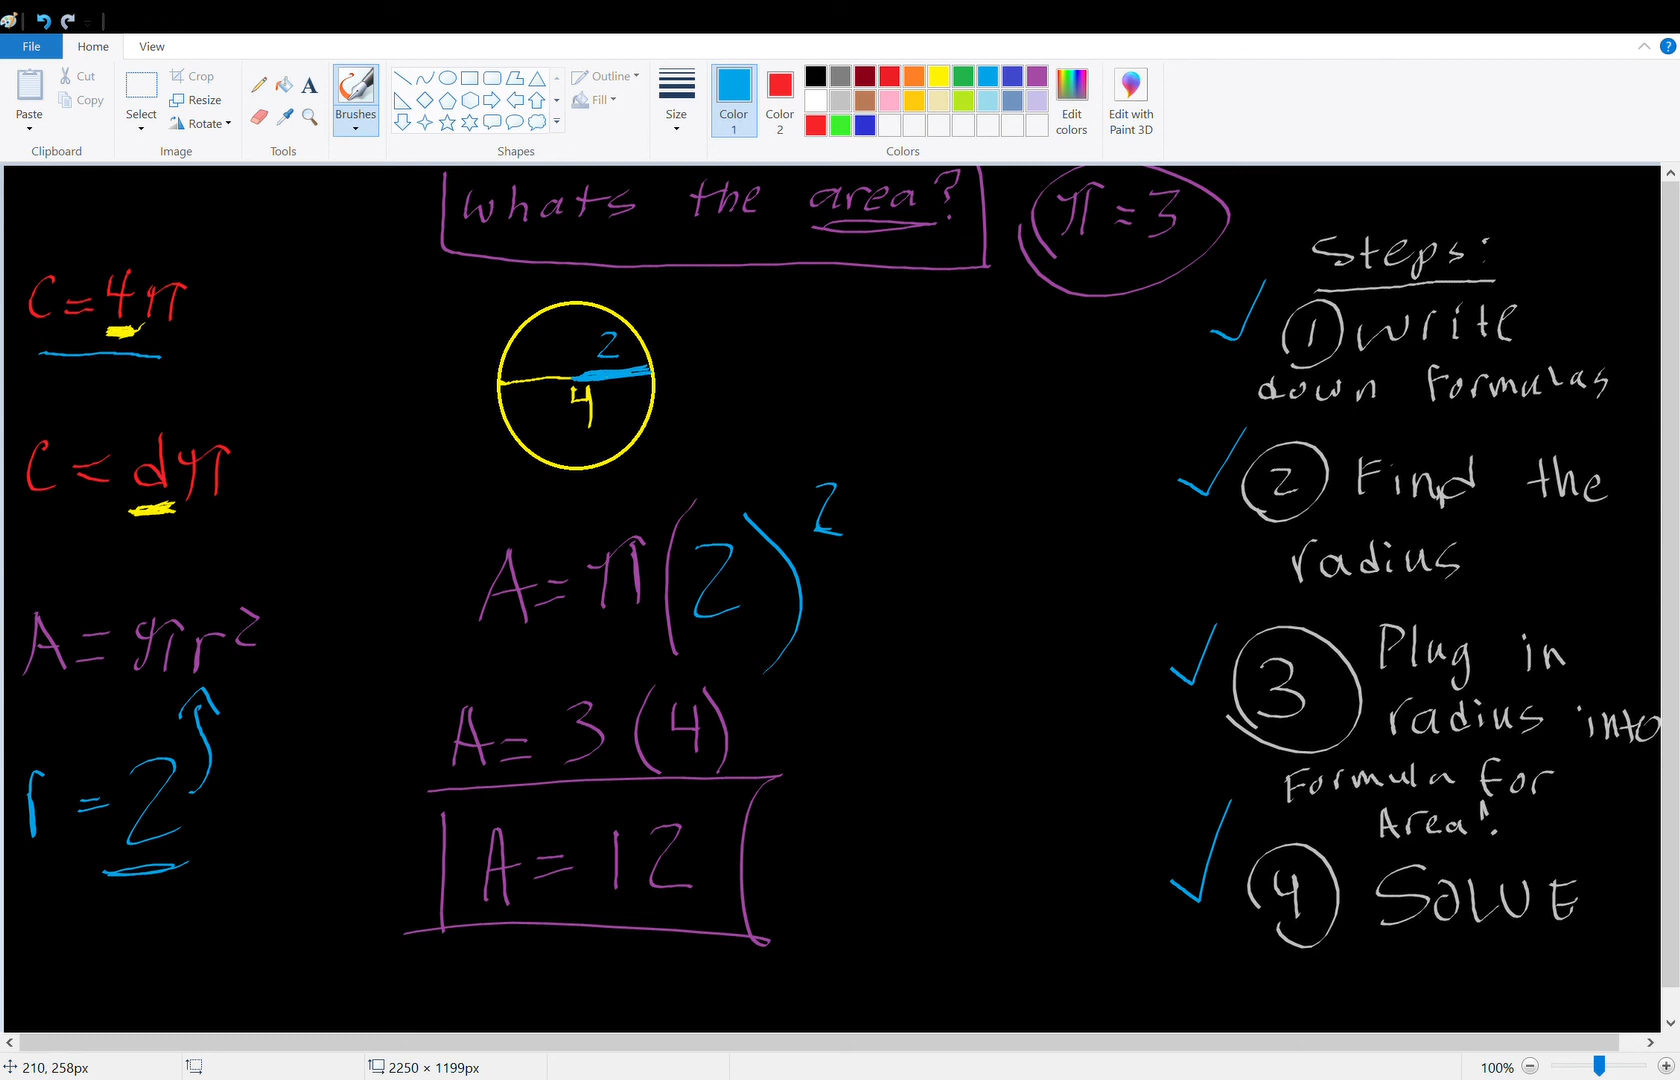 File Home View
Paste
Cut
Copy
Clipboard
Select
Crop
Resize
Rotate
Image
A
Tools
Brushes
Shapes
Outline
Fill
Size
Color 1
Color 2
Colors
Edit colors
Edit with Paint 3D
?
whats the area?
π = 3
C = 4π
C = dπ
A = πr²
r = 2
2
4
A = π(2)²
A = 3(4)
A = 12
Steps:
① write
down formulas
② Find the
radius
③ Plug in
radius into
Formula for
Area^.
④ SOLVE
210, 258px
2250 × 1199px
100%